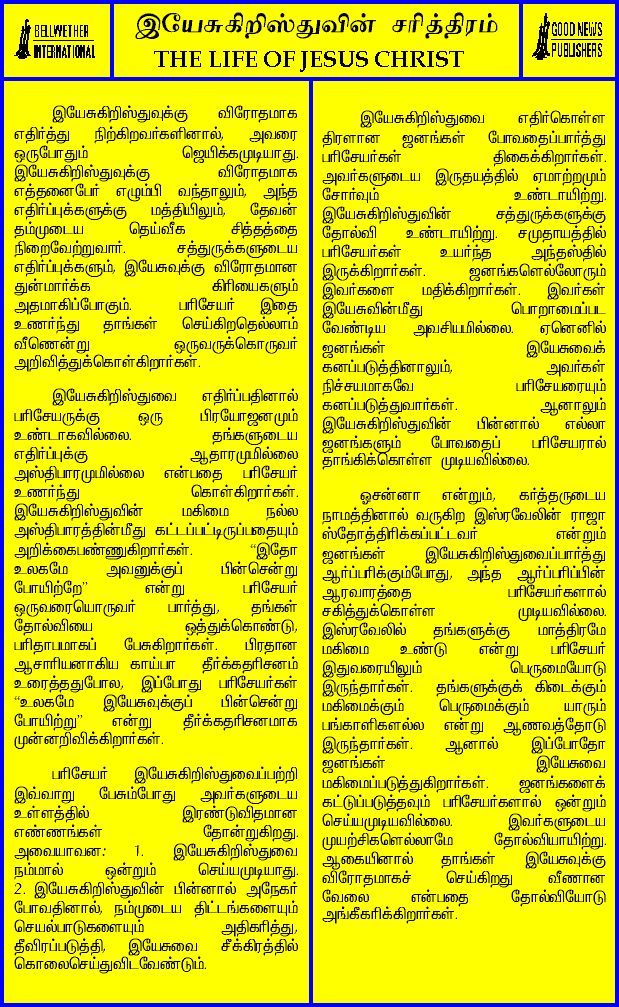 BELLWETHER
INTERNATIONAL
இயேசுகிறிஸ்துவின் சரித்திரம்
THE LIFE OF JESUS CHRIST
GOOD NEWS
PUBLISHERS
இயேசுகிறிஸ்துவுக்கு விரோதமாக
எதிர்த்து நிற்கிறவர்களினால், அவரை
ஒருபோதும் ஜெயிக்கமுடியாது.
இயேசுகிறிஸ்துவுக்கு விரோதமாக
எத்தனைபேர் எழும்பி வந்தாலும், அந்த
எதிர்ப்புக்களுக்கு மத்தியிலும், தேவன்
தம்முடைய தெய்வீக சித்தத்தை
நிறைவேற்றுவார். சத்துருக்களுடைய
எதிர்ப்புக்களும், இயேசுவுக்கு விரோதமான
துன்மார்க்க கிரியைகளும்
அதமாகிப்போகும். பரிசேயர் இதை
உணர்ந்து தாங்கள் செய்கிறதெல்லாம்
வீணென்று ஒருவருக்கொருவர்
அறிவித்துக்கொள்கிறார்கள்.
இயேசுகிறிஸ்துவை எதிர்ப்பதினால்
பரிசேயருக்கு ஒரு பிரயோஜனமும்
உண்டாகவில்லை. தங்களுடைய
எதிர்ப்புக்கு ஆதாரமுமில்லை
அஸ்திபாரமுமில்லை என்பதை பரிசேயர்
உணர்ந்து கொள்கிறார்கள்.
இயேசுகிறிஸ்துவின் மகிமை நல்ல
அஸ்திபாரத்தின்மீது கட்டப்பட்டிருப்பதையும்
அறிக்கைபண்ணுகிறார்கள். “இதோ
உலகமே அவனுக்குப் பின்சென்று
போயிற்றே” என்று பரிசேயர்
ஒருவரையொருவர் பார்த்து, தங்கள்
தோல்வியை ஒத்துக்கொண்டு,
பரிதாபமாகப் பேசுகிறார்கள். பிரதான
ஆசாரியனாகிய காய்பா தீர்க்கதரிசனம்
உரைத்ததுபோல, இப்போது பரிசேயர்கள்
“உலகமே இயேசுவுக்குப் பின்சென்று
போயிற்று” என்று தீர்க்கதரிசனமாக
முன்னறிவிக்கிறார்கள்.
பரிசேயர் இயேசுகிறிஸ்துவைப்பற்றி
இவ்வாறு பேசும்போது அவர்களுடைய
உள்ளத்தில் இரண்டுவிதமான
எண்ணங்கள் தோன்றுகிறது.
அவையாவன: 1. இயேசுகிறிஸ்துவை
நம்மால் ஒன்றும் செய்யமுடியாது.
2. இயேசுகிறிஸ்துவின் பின்னால் அநேகர்
போவதினால், நம்முடைய திட்டங்களையும்
செயல்பாடுகளையும் அதிகரித்து,
தீவிரப்படுத்தி, இயேசுவை சீக்கிரத்தில்
கொலைசெய்துவிடவேண்டும்.
இயேசுகிறிஸ்துவை எதிர்கொள்ள
திரளான ஜனங்கள் போவதைப்பார்த்து
பரிசேயர்கள் திகைக்கிறார்கள்.
அவர்களுடைய இருதயத்தில் ஏமாற்றமும்
சோர்வும் உண்டாயிற்று.
இயேசுகிறிஸ்துவின் சத்துருக்களுக்கு
தோல்வி உண்டாயிற்று. சமுதாயத்தில்
பரிசேயர்கள் உயர்ந்த அந்தஸ்தில்
இருக்கிறார்கள். ஜனங்களெல்லோரும்
இவர்களை மதிக்கிறார்கள். இவர்கள்
இயேசுவின்மீது பொறாமைப்பட
வேண்டிய அவசியமில்லை. ஏனெனில்
ஜனங்கள் இயேசுவைக்
கனப்படுத்தினாலும், அவர்கள்
நிச்சயமாகவே பரிசேயரையும்
கனப்படுத்துவார்கள். ஆனாலும்
இயேசுகிறிஸ்துவின் பின்னால் எல்லா
ஜனங்களும் போவதைப் பரிசேயரால்
தாங்கிக்கொள்ள முடியவில்லை.
ஓசன்னா என்றும், கர்த்தருடைய
நாமத்தினால் வருகிற இஸ்ரவேலின் ராஜா
ஸ்தோத்திரிக்கப்பட்டவர் என்றும்
ஜனங்கள் இயேசுகிறிஸ்துவைப்பார்த்து
ஆர்ப்பரிக்கும்போது, அந்த ஆர்ப்பரிப்பின்
ஆரவாரத்தை பரிசேயர்களால்
சகித்துக்கொள்ள முடியவில்லை.
இஸ்ரவேலில் தங்களுக்கு மாத்திரமே
மகிமை உண்டு என்று பரிசேயர்
இதுவரையிலும் பெருமையோடு
இருந்தார்கள். தங்களுக்குக் கிடைக்கும்
மகிமைக்கும் பெருமைக்கும் யாரும்
பங்காளிகளல்ல என்று ஆணவத்தோடு
இருந்தார்கள். ஆனால் இப்போதோ
ஜனங்கள் இயேசுவை
மகிமைப்படுத்துகிறார்கள். ஜனங்களைக்
கட்டுப்படுத்தவும் பரிசேயர்களால் ஒன்றும்
செய்யமுடியவில்லை. இவர்களுடைய
முயற்சிகளெல்லாமே தோல்வியாயிற்று.
ஆகையினால் தாங்கள் இயேசுவுக்கு
விரோதமாகச் செய்கிறது வீணான
வேலை என்பதை தோல்வியோடு
அங்கீகரிக்கிறார்கள்.